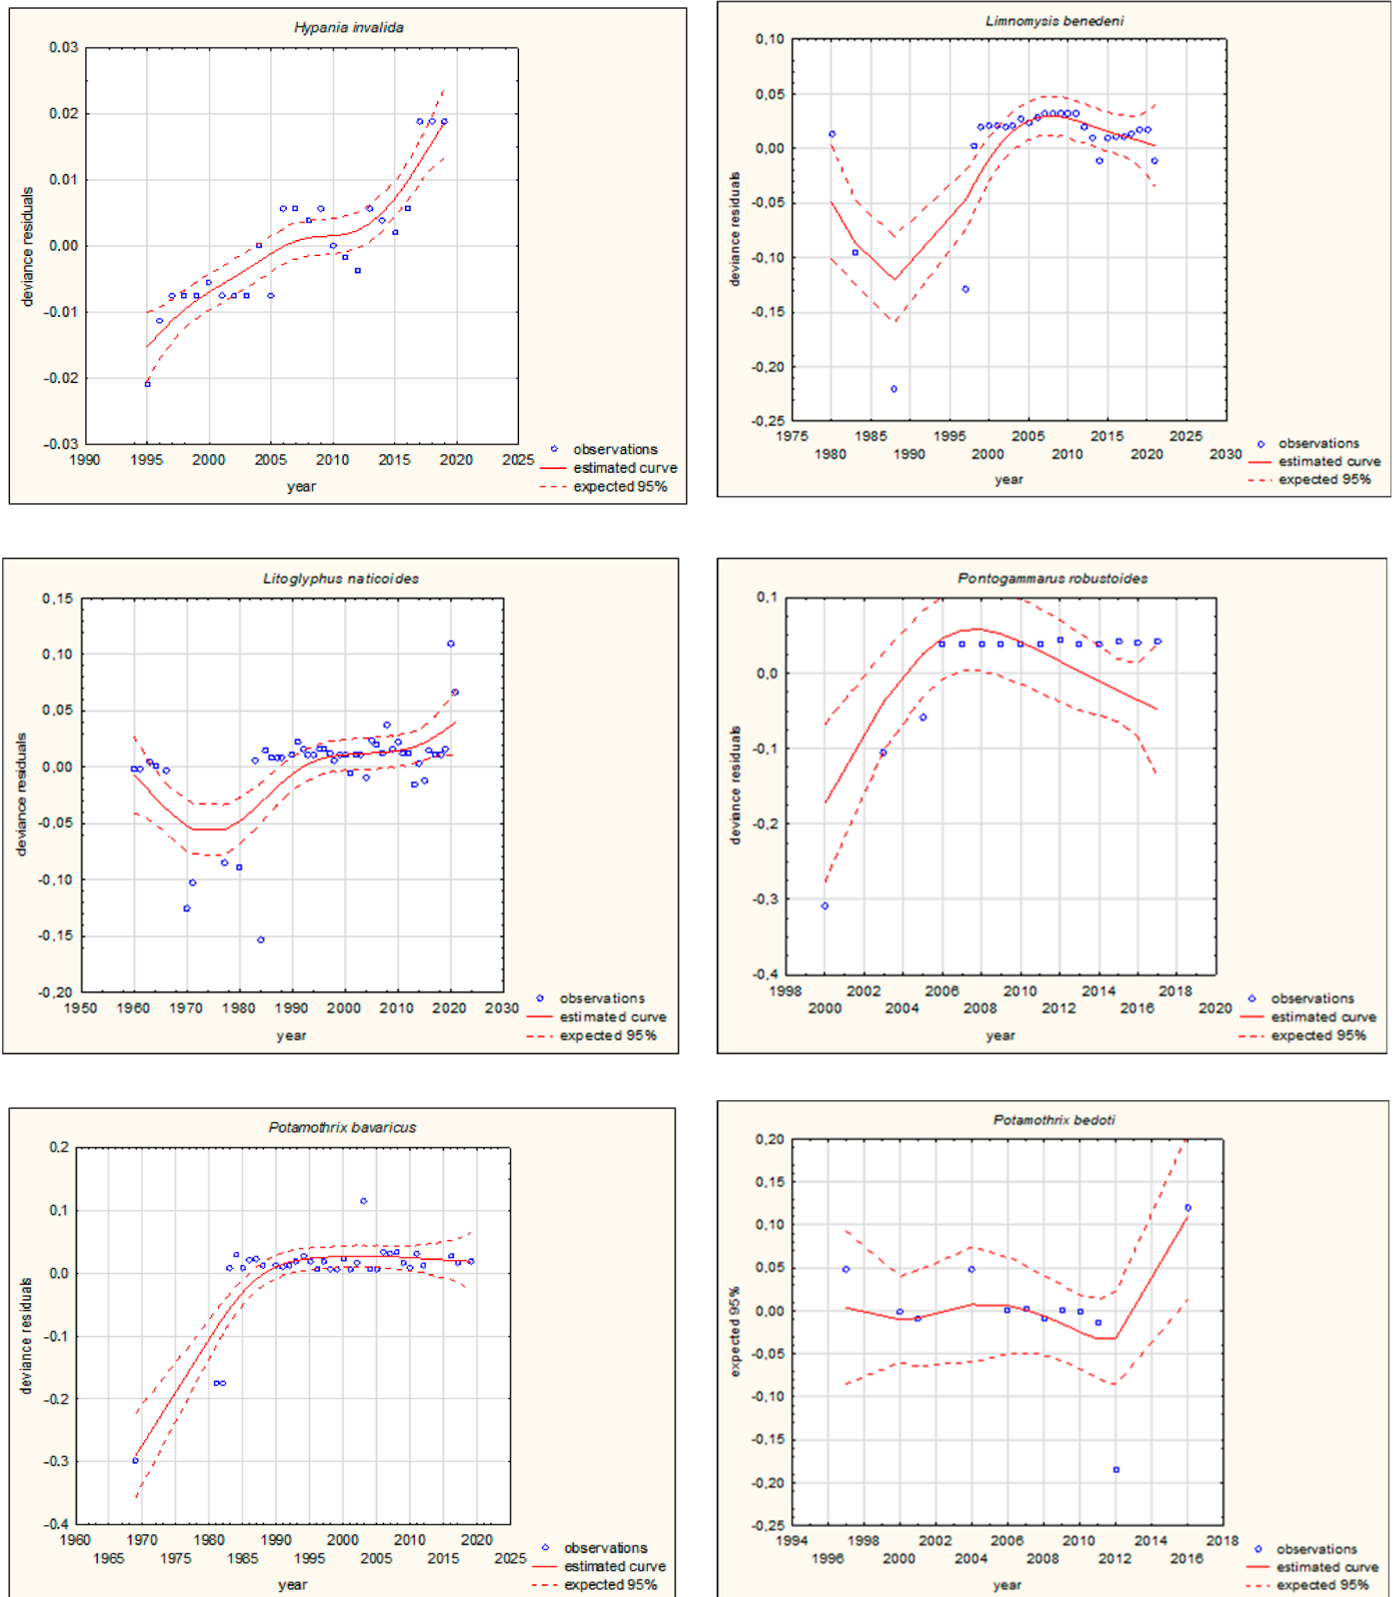 Hypania invalida
0.03
0.02
0.01
0.00
-0.01
-0.02
-0.03
deviance residuals
1990 1995 2000 2005 2010 2015 2020 2025
year
observations
estimated curve
expected 95%
Limnomysis benedeni
0,10
0,05
0,00
-0,05
-0,10
-0,15
-0,20
-0,25
deviance residuals
1975 1985 1995 2005 2015 2025
1980 1990 2000 2010 2020 2030
year
observations
estimated curve
expected 95%
Litoglyphus naticoides
0,15
0,10
0,05
0,00
-0,05
-0,10
-0,15
-0,20
deviance residuals
1950 1960 1970 1980 1990 2000 2010 2020 2030
year
observations
estimated curve
expected 95%
Pontogammarus robustoides
0,1
0,0
-0,1
-0,2
-0,3
-0,4
deviance residuals
1998 2002 2006 2010 2014 2018
2000 2004 2008 2012 2016 2020
year
observations
estimated curve
expected 95%
Potamothrix bavaricus
0.2
0.1
0.0
-0.1
-0.2
-0.3
-0.4
deviance residuals
1960 1970 1980 1990 2000 2010 2020
1965 1975 1985 1995 2005 2015 2025
year
observations
estimated curve
expected 95%
Potamothrix bedoti
0,20
0,15
0,10
0,05
0,00
-0,05
-0,10
-0,15
-0,20
-0,25
expected 95%
1994 1998 2002 2006 2010 2014 2018
1996 2000 2004 2008 2012 2016
year
observations
estimated curve
expected 95%